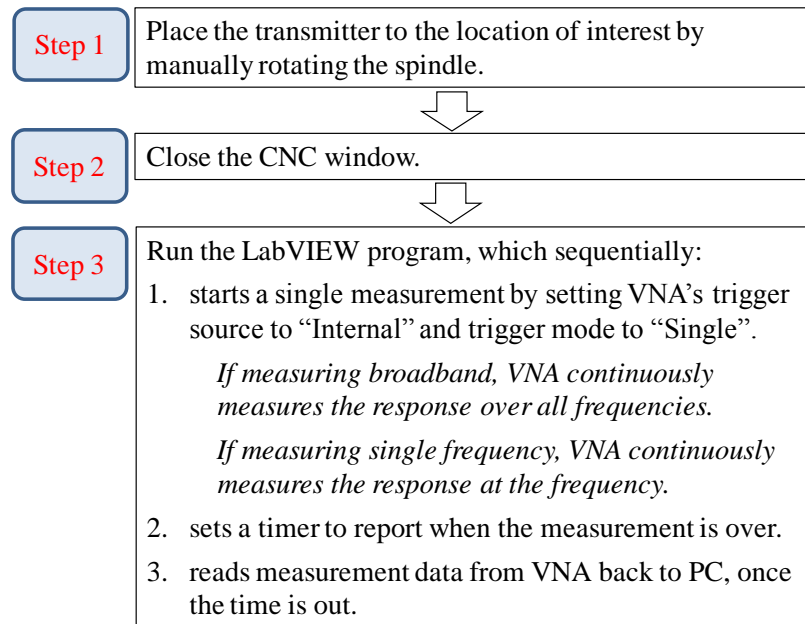 Step 1
Place the transmitter to the location of interest by
manually rotating the spindle.
Step 2
Close the CNC window.
Step 3
Run the LabVIEW program, which sequentially:
1. starts a single measurement by setting VNA’s trigger
source to “Internal” and trigger mode to “Single”.
If measuring broadband, VNA continuously
measures the response over all frequencies.
If measuring single frequency, VNA continuously
measures the response at the frequency.
2. sets a timer to report when the measurement is over.
3. reads measurement data from VNA back to PC, once
the time is out.